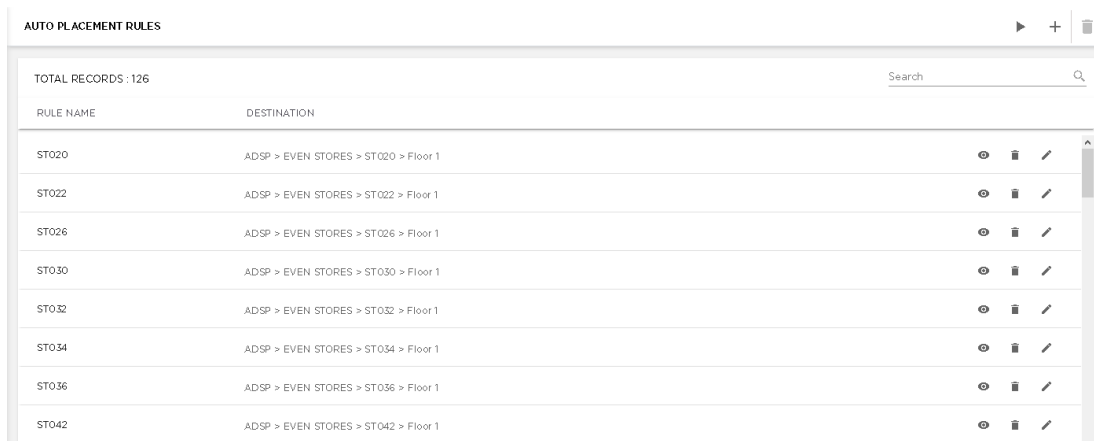 AUTO PLACEMENT RULES
TOTAL RECORDS : 126 Search
RULE NAME DESTINATION
ST020 ADSP > EVEN STORES > ST020 > Floor 1
ST022 ADSP > EVEN STORES > ST022 > Floor 1
ST026 ADSP > EVEN STORES > ST026 > Floor 1
ST030 ADSP > EVEN STORES > ST030 > Floor 1
ST032 ADSP > EVEN STORES > ST032 > Floor 1
ST034 ADSP > EVEN STORES > ST034 > Floor 1
ST036 ADSP > EVEN STORES > ST036 > Floor 1
ST042 ADSP > EVEN STORES > ST042 > Floor 1